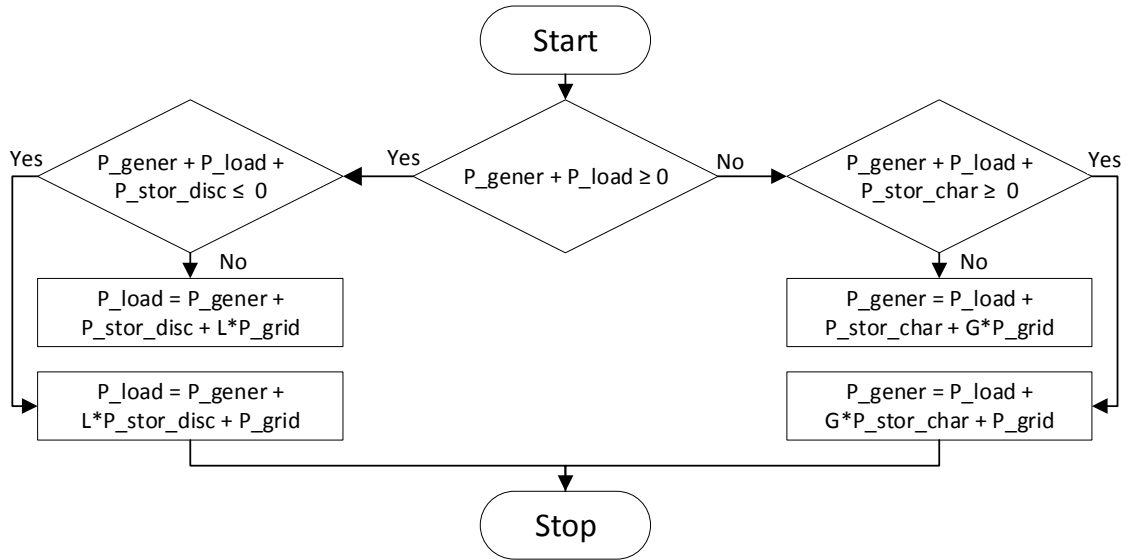 Start
P_gener + P_load +
P_stor_disc ≤ 0
Yes
Yes
P_gener + P_load ≥ 0
No
P_gener + P_load +
P_stor_char ≥ 0
Yes
No
No
P_load = P_gener +
P_stor_disc + L*P_grid
P_gener = P_load +
P_stor_char + G*P_grid
P_load = P_gener +
L*P_stor_disc + P_grid
P_gener = P_load +
G*P_stor_char + P_grid
Stop